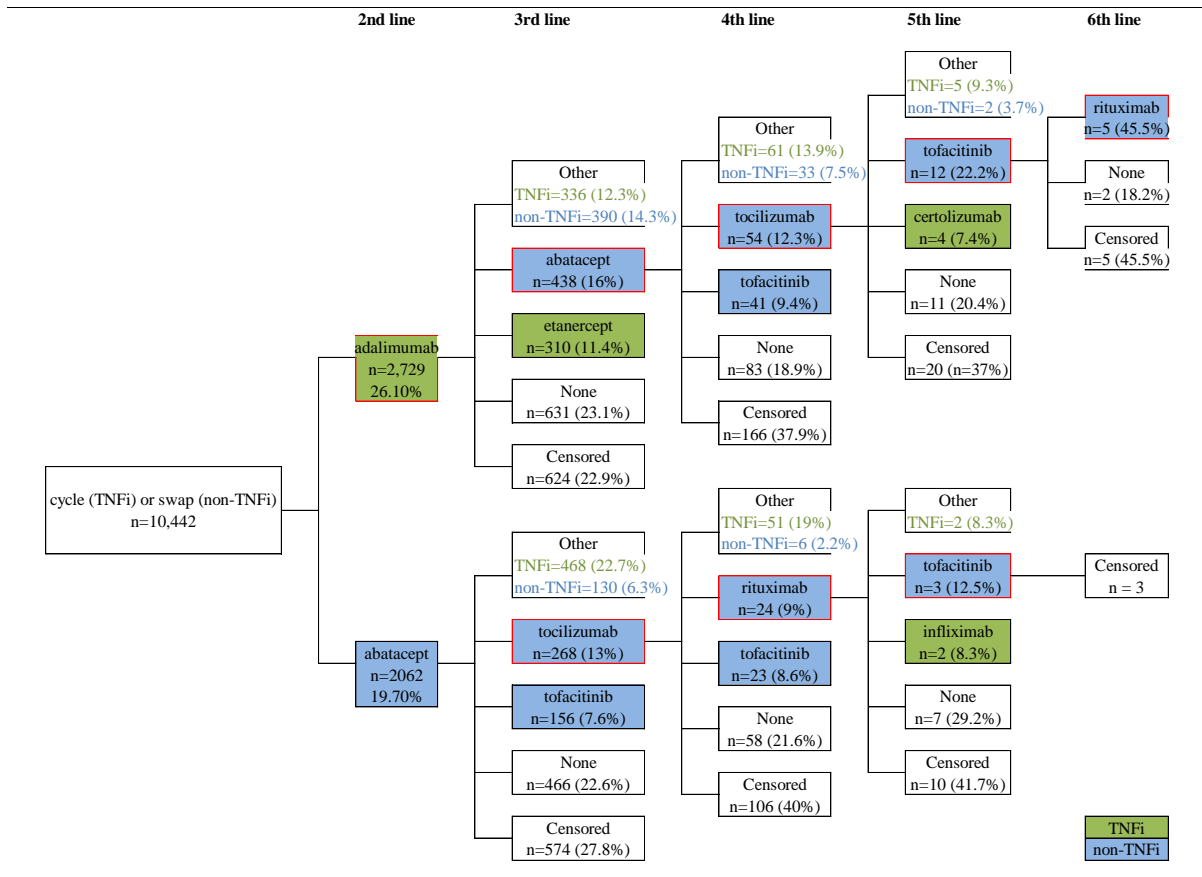 2nd line
3rd line
4th line
5th line
6th line
cycle (TNFi) or swap (non-TNFi)
n=10,442
adalimumab
n=2,729
26.10%
Other
TNFi=336 (12.3%)
non-TNFi=390 (14.3%)
abatacept
n=438 (16%)
etanercept
n=310 (11.4%)
None
n=631 (23.1%)
Censored
n=624 (22.9%)
Other
TNFi=61 (13.9%)
non-TNFi=33 (7.5%)
tocilizumab
n=54 (12.3%)
tofacitinib
n=41 (9.4%)
None
n=83 (18.9%)
Censored
n=166 (37.9%)
Other
TNFi=5 (9.3%)
non-TNFi=2 (3.7%)
tofacitinib
n=12 (22.2%)
certolizumab
n=4 (7.4%)
None
n=11 (20.4%)
Censored
n=20 (n=37%)
rituximab
n=5 (45.5%)
None
n=2 (18.2%)
Censored
n=5 (45.5%)
abatacept
n=2062
19.70%
Other
TNFi=468 (22.7%)
non-TNFi=130 (6.3%)
tocilizumab
n=268 (13%)
tofacitinib
n=156 (7.6%)
None
n=466 (22.6%)
Censored
n=574 (27.8%)
Other
TNFi=51 (19%)
non-TNFi=6 (2.2%)
rituximab
n=24 (9%)
tofacitinib
n=23 (8.6%)
None
n=58 (21.6%)
Censored
n=106 (40%)
Other
TNFi=2 (8.3%)
tofacitinib
n=3 (12.5%)
infliximab
n=2 (8.3%)
None
n=7 (29.2%)
Censored
n=10 (41.7%)
Censored
n = 3
TNFi
non-TNFi